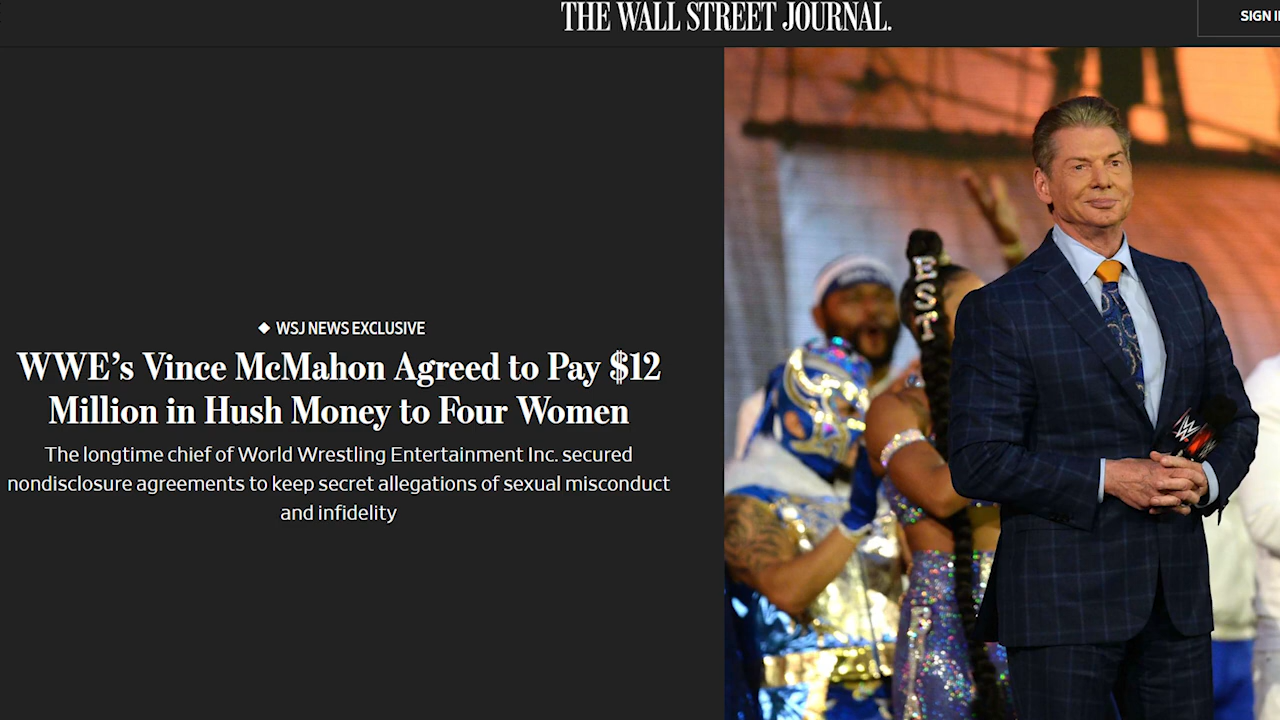 THE WALL STREET JOURNAL.
SIGN I
◆ WSJ NEWS EXCLUSIVE
WWE’s Vince McMahon Agreed to Pay $12
Million in Hush Money to Four Women
The longtime chief of World Wrestling Entertainment Inc. secured
nondisclosure agreements to keep secret allegations of sexual misconduct
and infidelity
EST
W